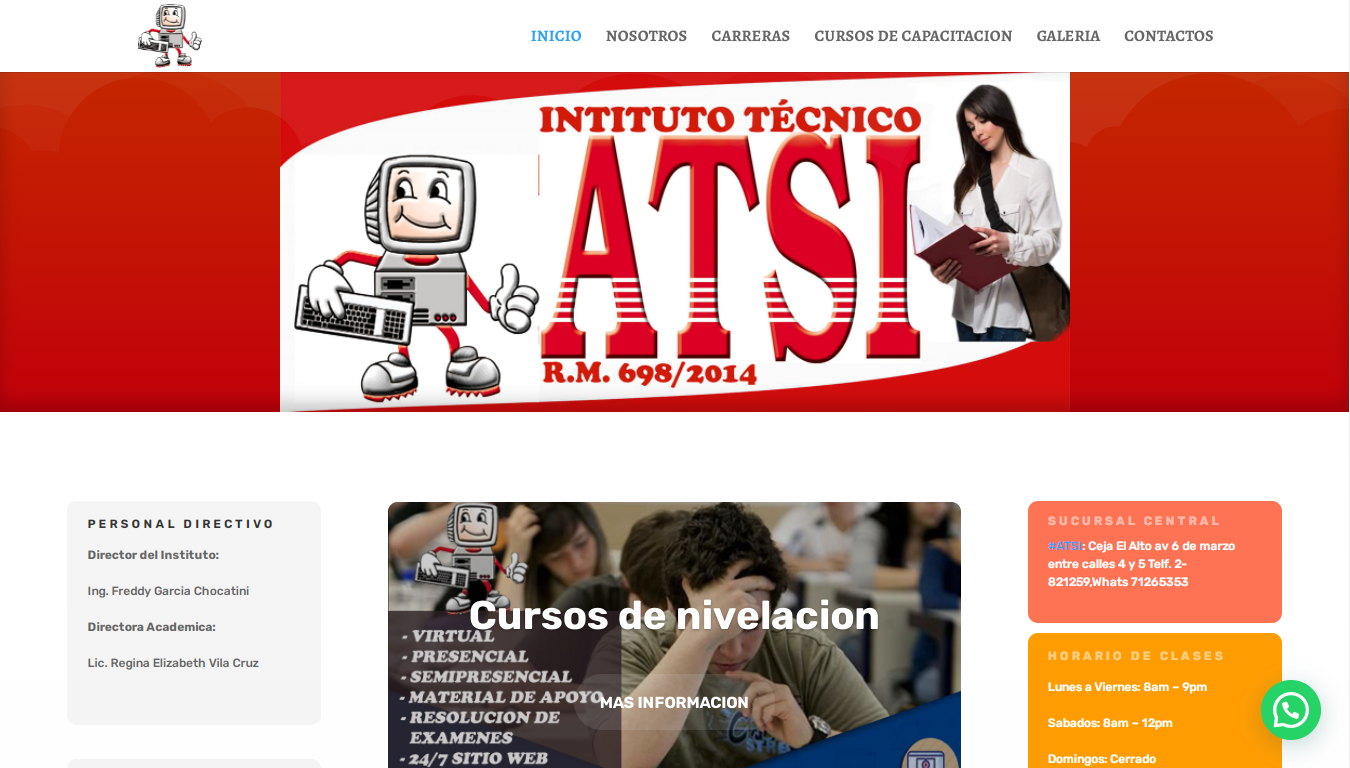 INICIO
NOSOTROS
CARRERAS
CURSOS DE CAPACITACION
GALERIA
CONTACTOS
INTITUTO TÉCNICO
ATSI
R.M. 698/2014
PERSONAL DIRECTIVO
Director del Instituto:
Ing. Freddy Garcia Chocatini
Directora Academica:
Lic. Regina Elizabeth Vila Cruz
Cursos de nivelacion
- VIRTUAL
- PRESENCIAL
- SEMIPRESENCIAL
- MATERIAL DE APOYO
- RESOLUCION DE
EXAMENES
- 24/7 SITIO WEB
MAS INFORMACION
SUCURSAL CENTRAL
#ATSI: Ceja El Alto av 6 de marzo
entre calles 4 y 5 Telf. 2-
821259,Whats 71265353
HORARIO DE CLASES
Lunes a Viernes: 8am – 9pm
Sabados: 8am – 12pm
Domingos: Cerrado